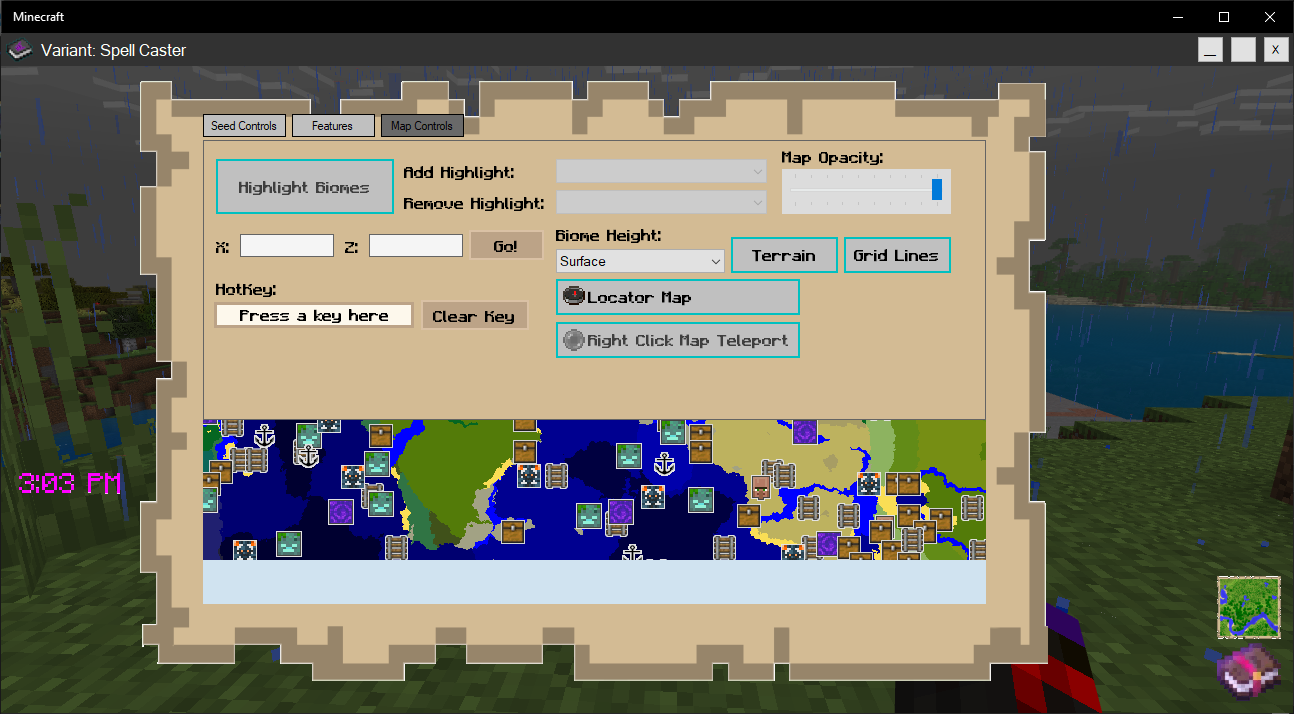 Minecraft
Variant: Spell Caster
_ X
Seed Controls Features Map Controls
Highlight Biomes
Add Highlight:
Remove Highlight:
Map Opacity:
X: Z: Go!
Biome Height:
Surface
Terrain
Grid Lines
HotKey:
Press a key here
Clear Key
Locator Map
Right Click Map Teleport
3:03 PM